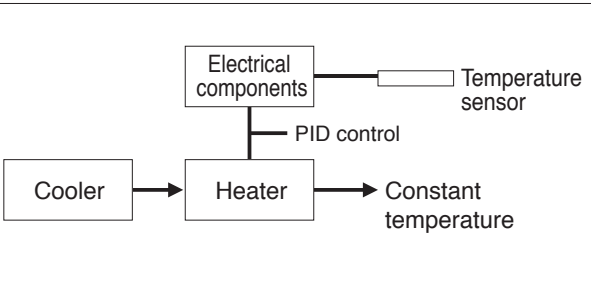 Electrical
components
Temperature
sensor
PID control
Cooler
Heater
Constant
temperature